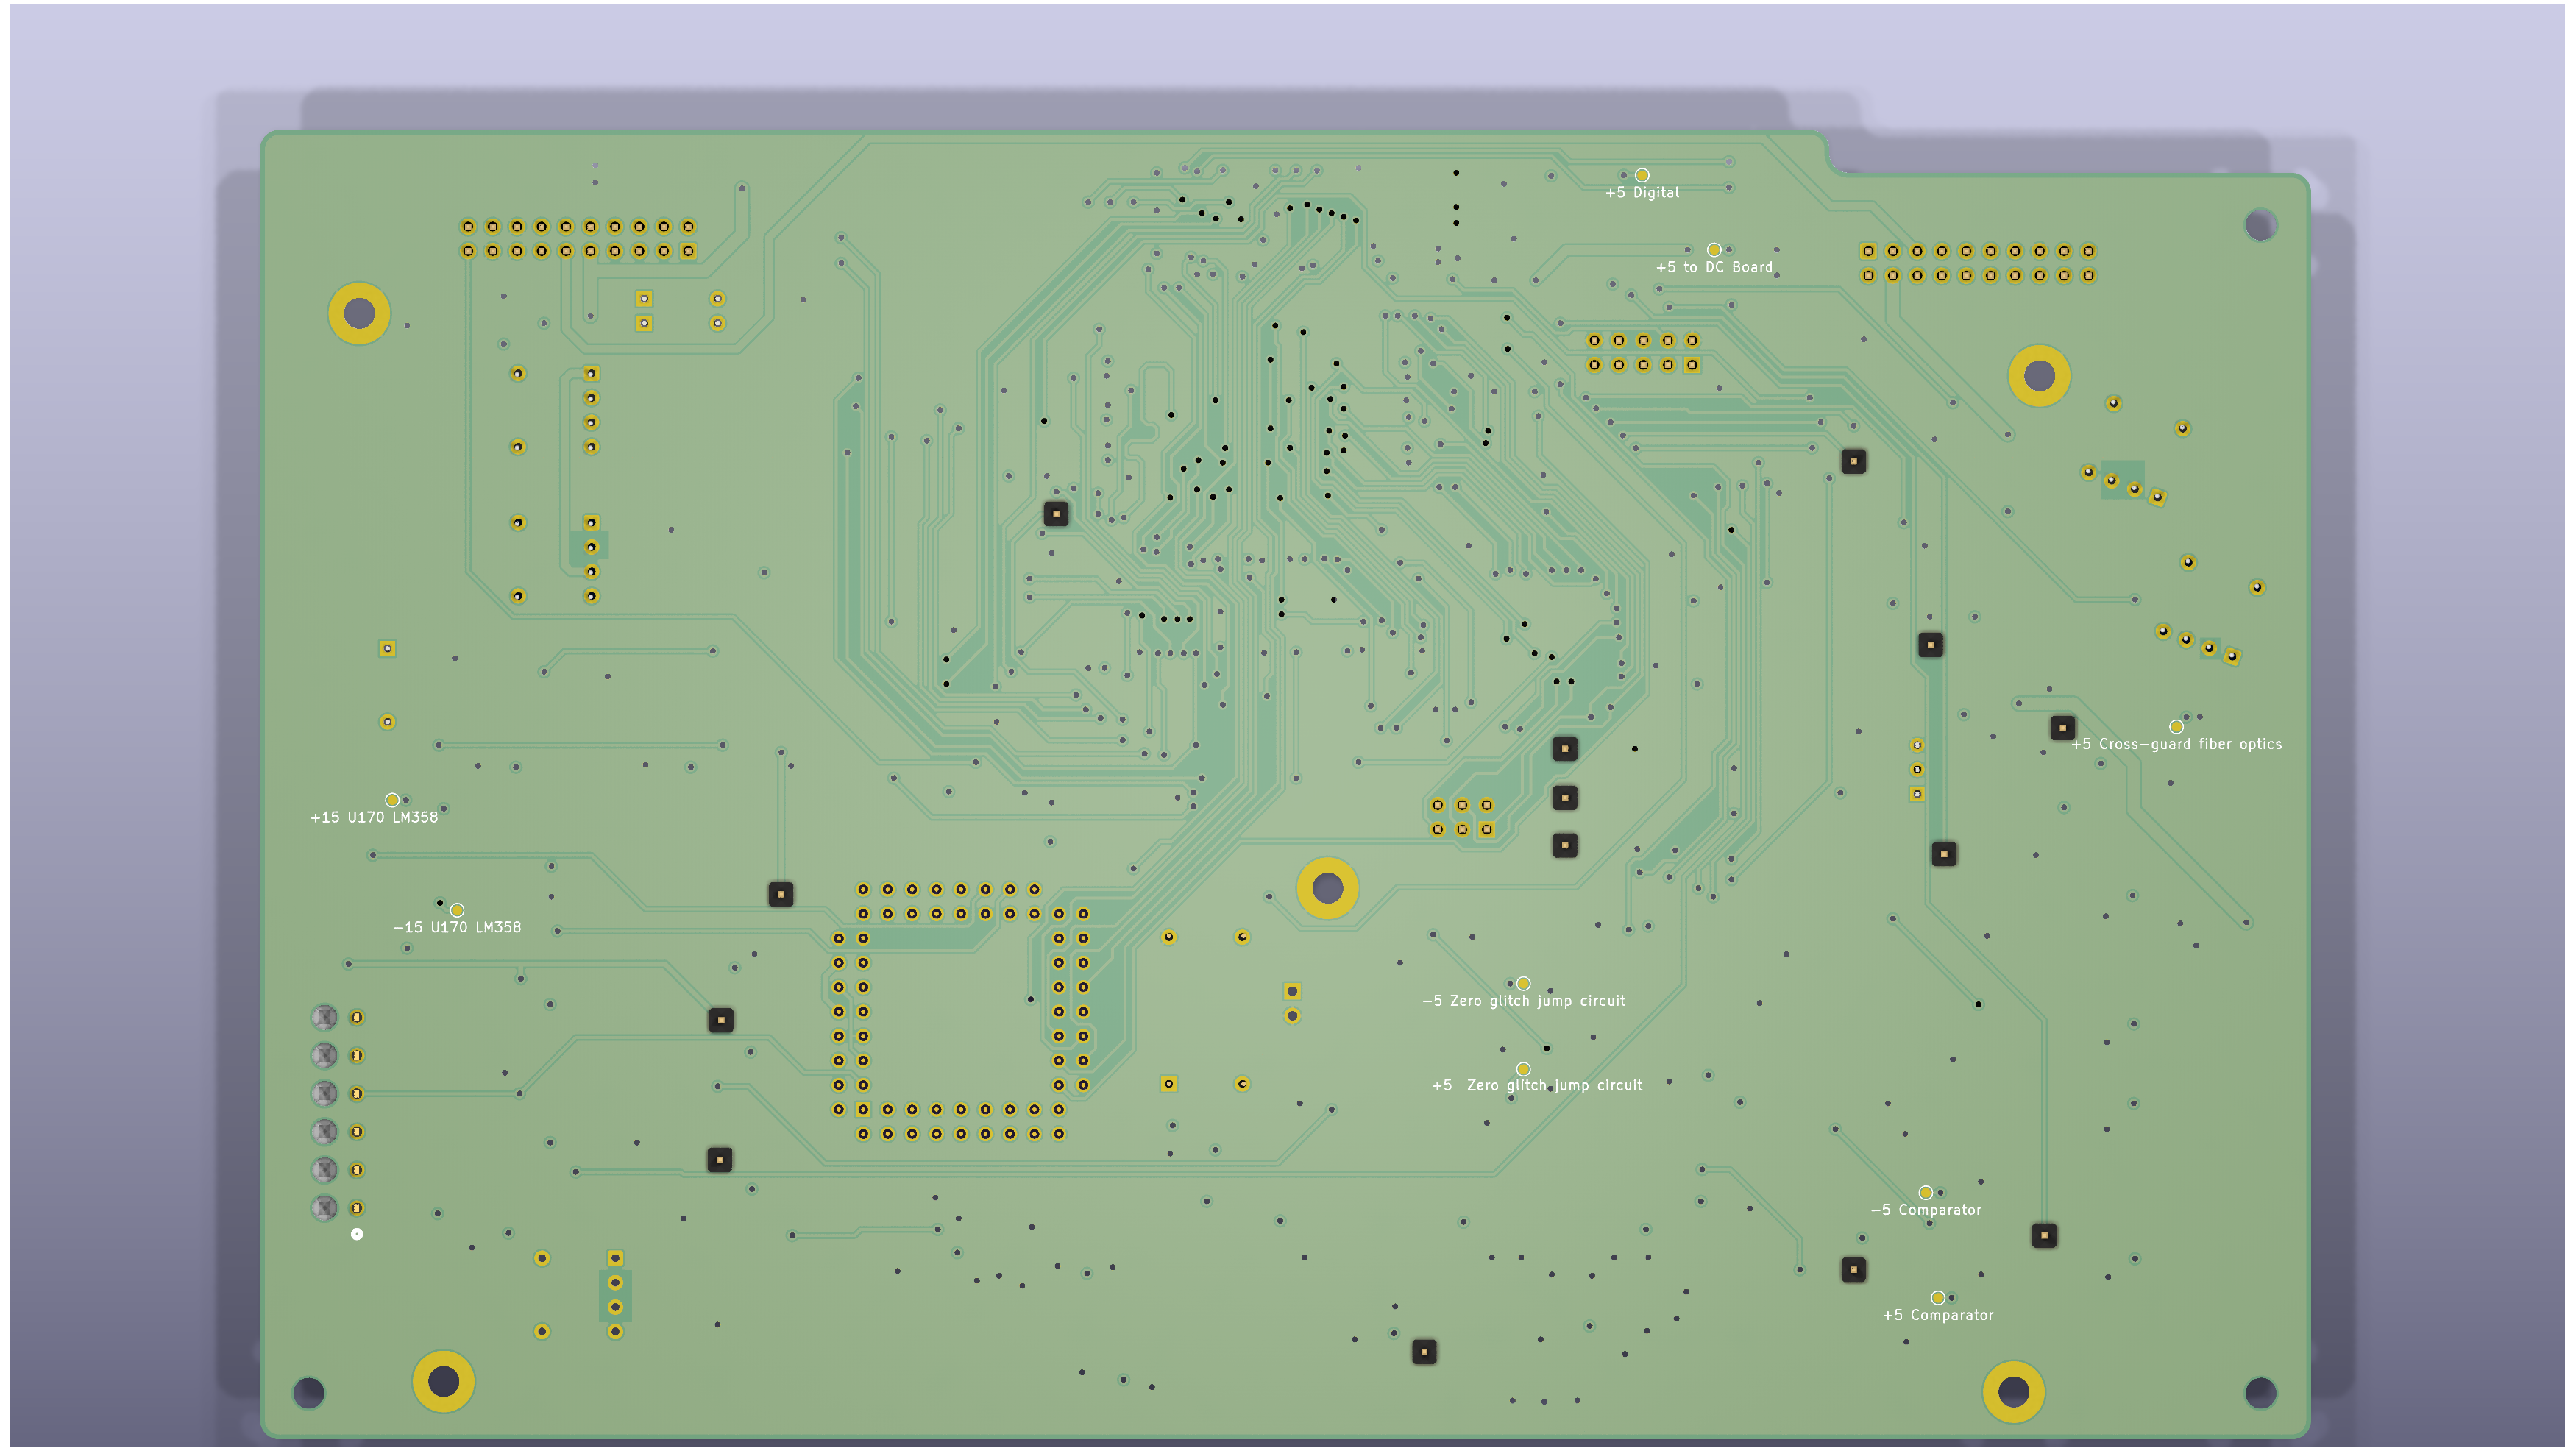 +5 Digital
+5 to DC Board
+5 Cross-guard fiber optics
+15 U170 LM358
-15 U170 LM358
-5 Zero glitch jump circuit
+5  Zero glitch jump circuit
-5 Comparator
+5 Comparator